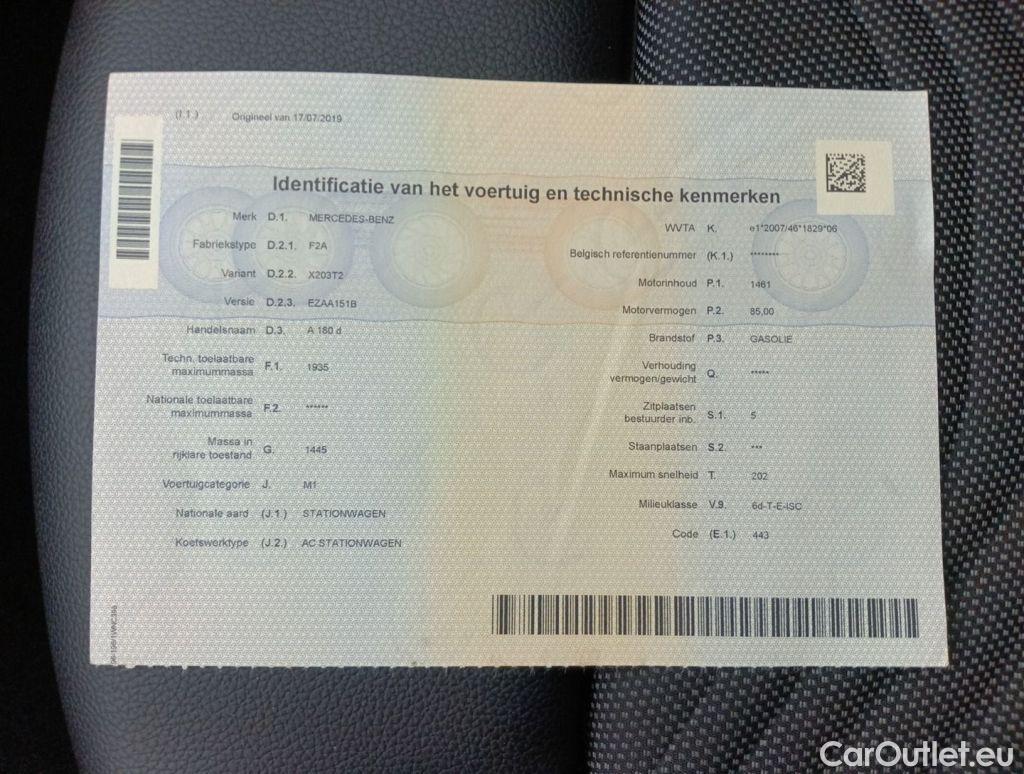 (I.1.) Origineel van 17/07/2019
Identificatie van het voertuig en technische kenmerken
Merk D.1. MERCEDES-BENZ
Fabriekstype D.2.1. F2A
Variant D.2.2. X203T2
Versie D.2.3. EZAA151B
Handelsnaam D.3. A 180 d
Techn. toelaatbare
maximummassa F.1. 1935
Nationale toelaatbare
maximummassa F.2. ******
Massa in
rijklare toestand G. 1445
Voertuigcategorie J. M1
Nationale aard (J.1.) STATIONWAGEN
Koetswerktype (J.2.) AC STATIONWAGEN
WVTA K. e1*2007/46*1829*06
Belgisch referentienummer (K.1.) ********
Motorinhoud P.1. 1461
Motorvermogen P.2. 85,00
Brandstof P.3. GASOLIE
Verhouding
vermogen/gewicht Q. *****
Zitplaatsen
bestuurder inb. S.1. 5
Staanplaatsen S.2. ***
Maximum snelheid T. 202
Milieuklasse V.9. 6d-T-E-ISC
Code (E.1.) 443
CarOutlet.eu